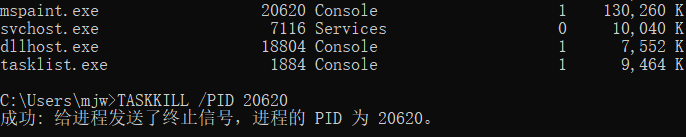 mspaint.exe 20620 Console 1 130,260 K
svchost.exe 7116 Services 0 10,040 K
dllhost.exe 18804 Console 1 7,552 K
tasklist.exe 1884 Console 1 9,464 K
C:\Users\mjw>TASKKILL /PID 20620
成功: 给进程发送了终止信号，进程的 PID 为 20620。